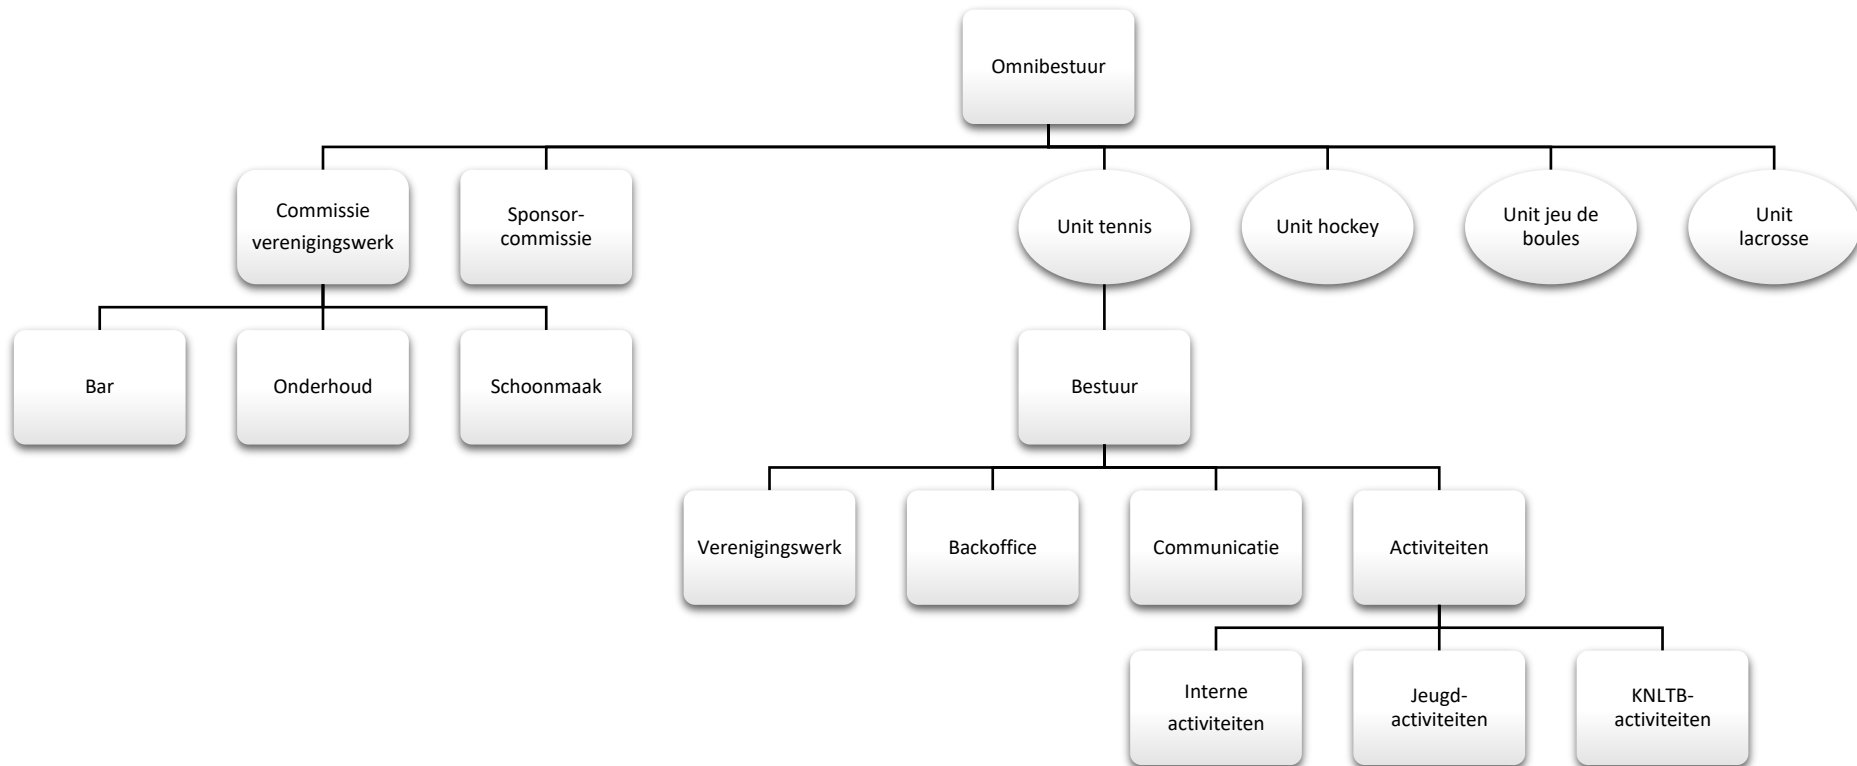 Omnibestuur
Commissie
verenigingswerk
Sponsor-
commissie
Unit tennis
Unit hockey
Unit jeu de
boules
Unit
lacrosse
Bar
Onderhoud
Schoonmaak
Bestuur
Verenigingswerk
Backoffice
Communicatie
Activiteiten
Interne
activiteiten
Jeugd-
activiteiten
KNLTB-
activiteiten